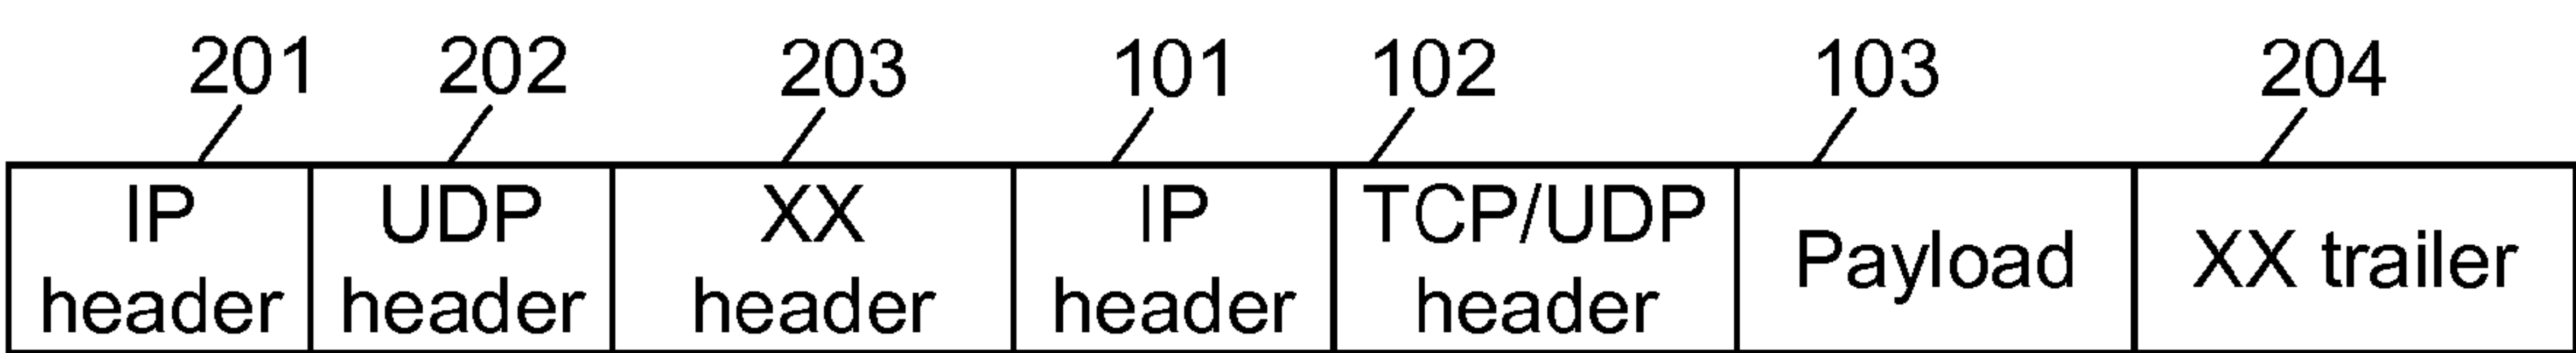 201 202 203 101 102 103 204
IP UDP XX IP TCP/UDP
header header header header header Payload XX trailer